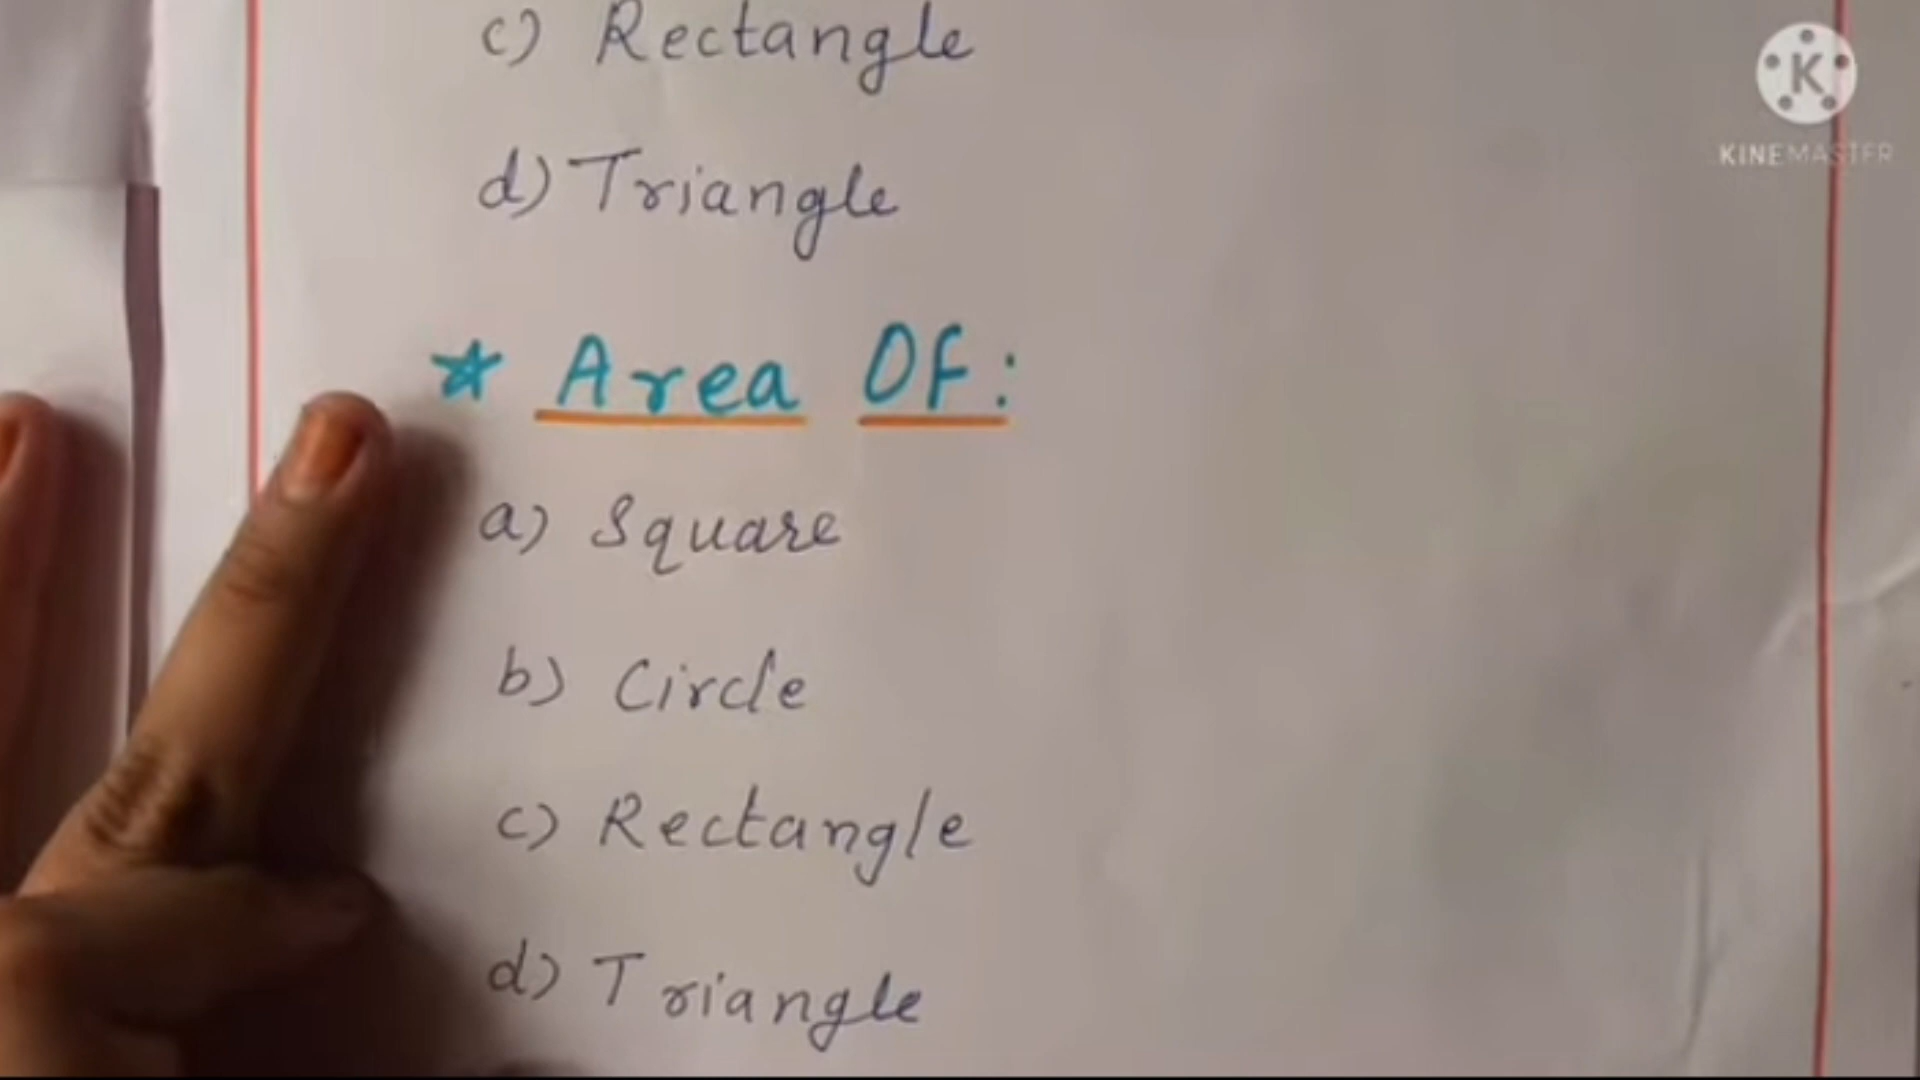 c) Rectangle
K
KINEMASTER
d) Triangle
* Area Of:
a) Square
b) Circle
c) Rectangle
d) Triangle